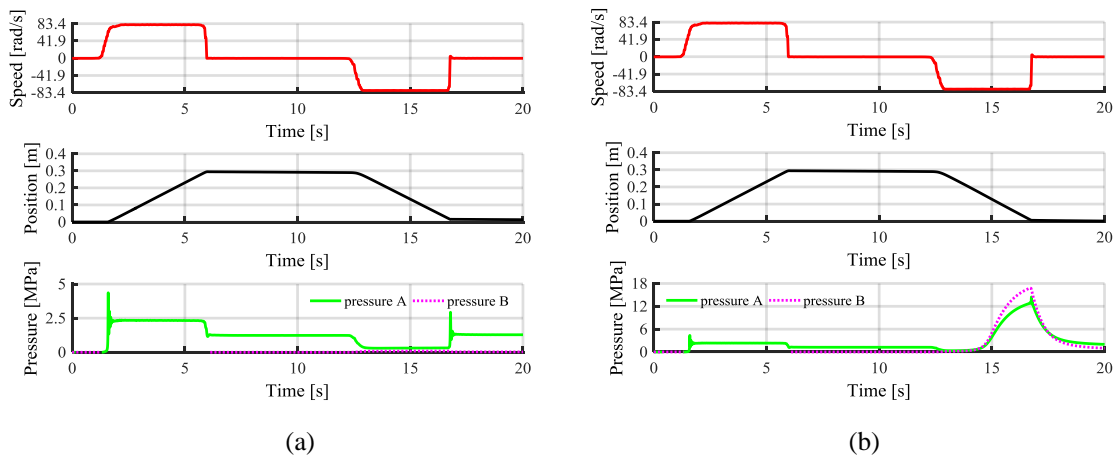 Speed [rad/s]
83.4
41.9
0
-41.9
-83.4
0 5 10 15 20
Time [s]
Position [m]
0.4
0.3
0.2
0.1
0
0 5 10 15 20
Time [s]
Pressure [MPa]
5
2.5
0
pressure A pressure B
0 5 10 15 20
Time [s]
(a)
Speed [rad/s]
83.4
41.9
0
-41.9
-83.4
0 5 10 15 20
Time [s]
Position [m]
0.4
0.3
0.2
0.1
0
0 5 10 15 20
Time [s]
Pressure [MPa]
18
12
6
0
pressure A pressure B
0 5 10 15 20
Time [s]
(b)